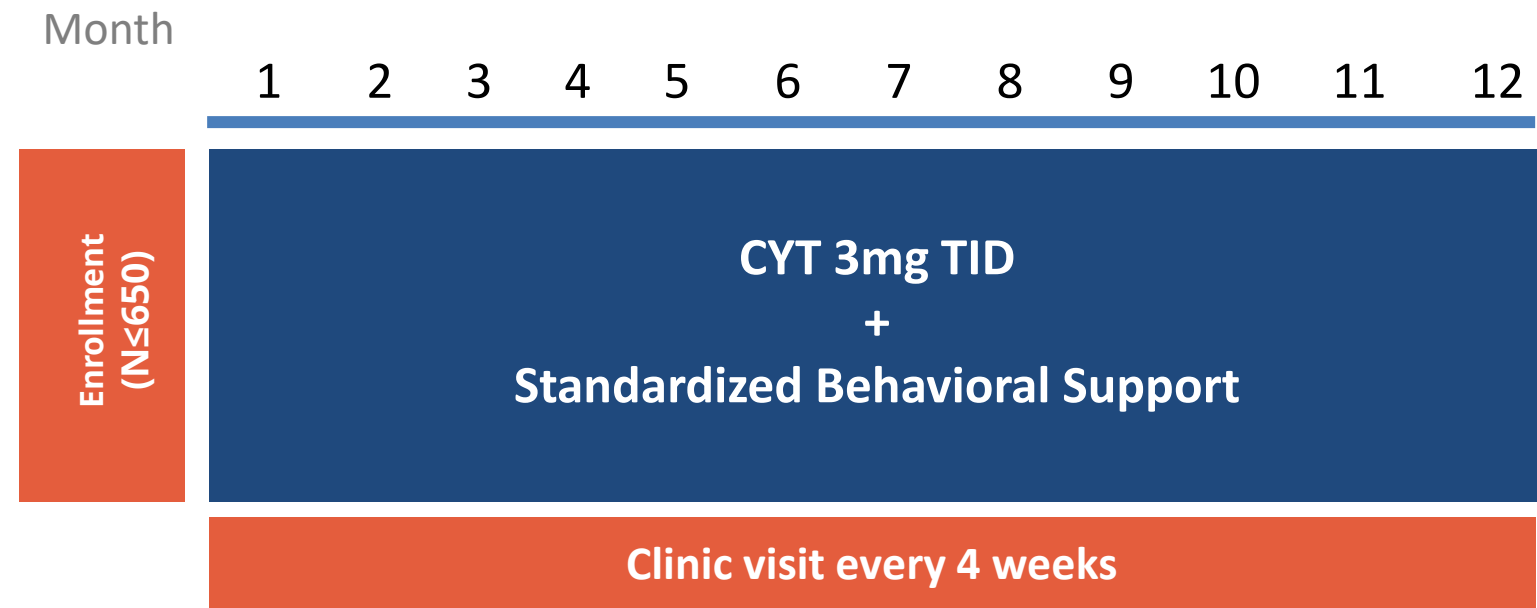 Month
1 2 3 4 5 6 7 8 9 10 11 12
Enrollment
(N≤650)
CYT 3mg TID
+
Standardized Behavioral Support
Clinic visit every 4 weeks